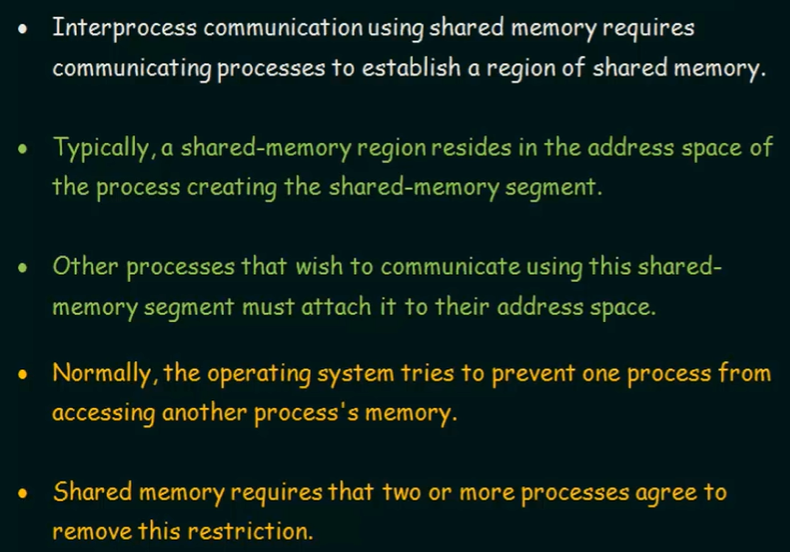 • Interprocess communication using shared memory requires
communicating processes to establish a region of shared memory.
• Typically, a shared-memory region resides in the address space of
the process creating the shared-memory segment.
• Other processes that wish to communicate using this shared-
memory segment must attach it to their address space.
• Normally, the operating system tries to prevent one process from
accessing another process's memory.
• Shared memory requires that two or more processes agree to
remove this restriction.